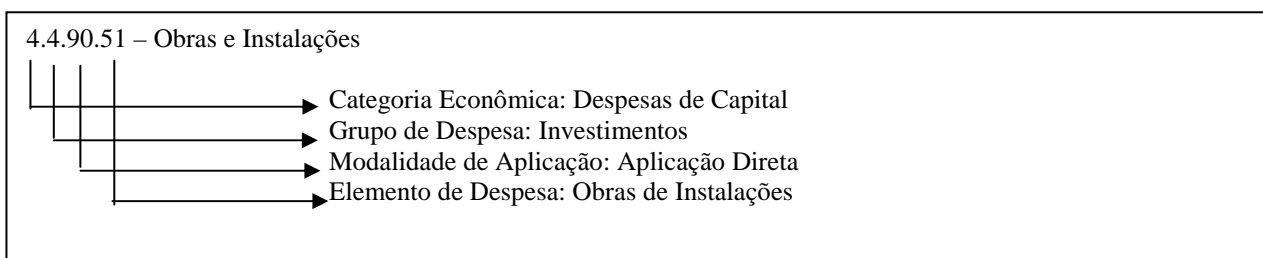 4.4.90.51 – Obras e Instalações
Categoria Econômica: Despesas de Capital
Grupo de Despesa: Investimentos
Modalidade de Aplicação: Aplicação Direta
Elemento de Despesa: Obras de Instalações